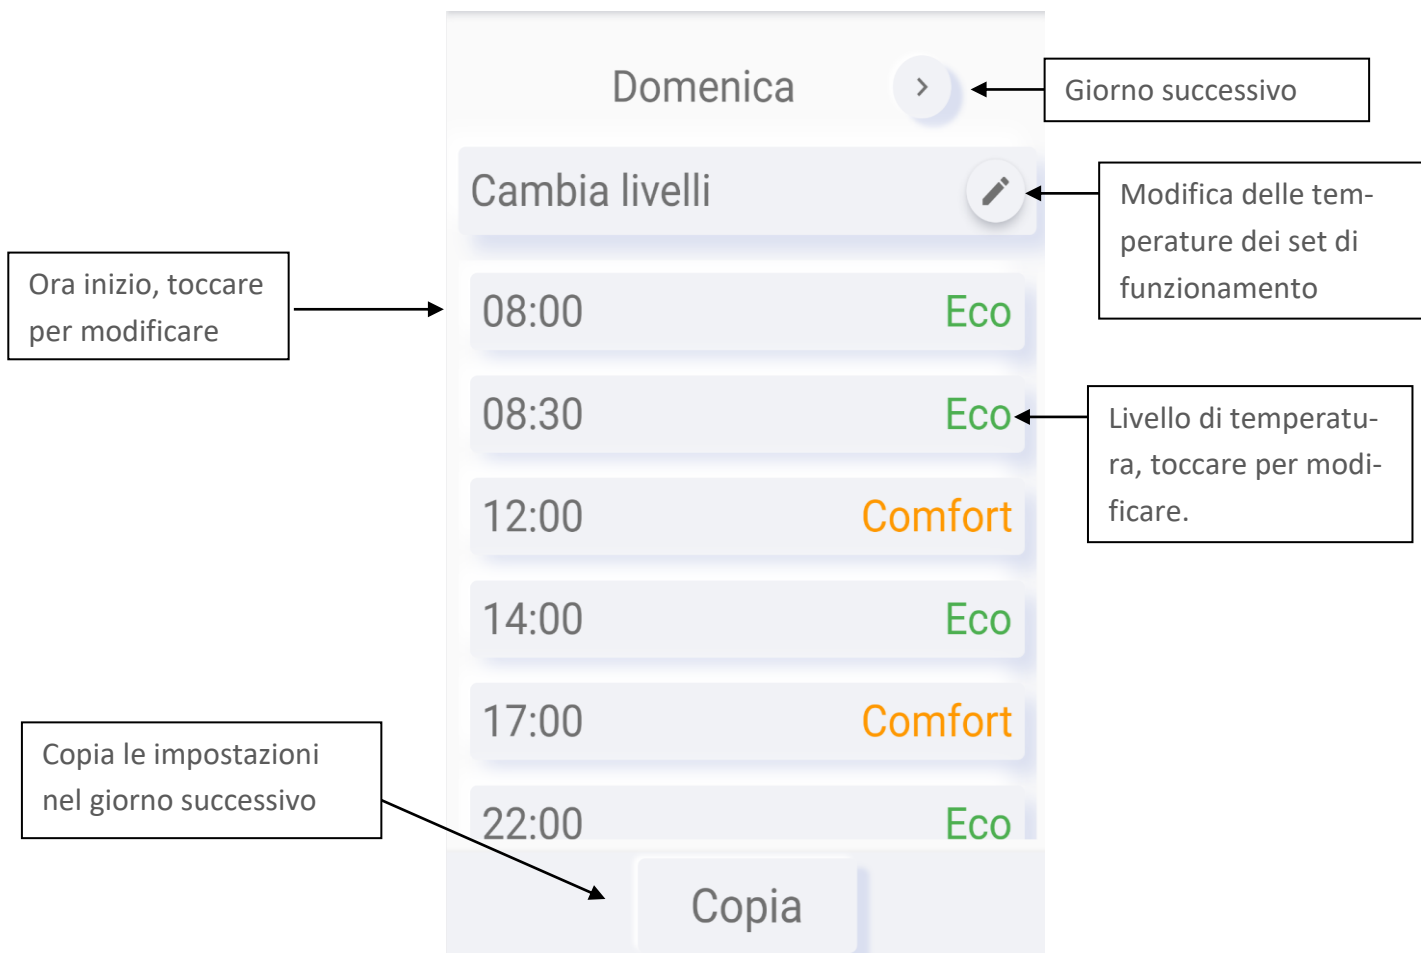 Domenica
Giorno successivo
Cambia livelli
Modifica delle tem-
perature dei set di
funzionamento
Ora inizio, toccare
per modificare
08:00 Eco
08:30 Eco
Livello di temperatu-
ra, toccare per modi-
ficare.
12:00 Comfort
14:00 Eco
17:00 Comfort
Copia le impostazioni
nel giorno successivo
22:00 Eco
Copia